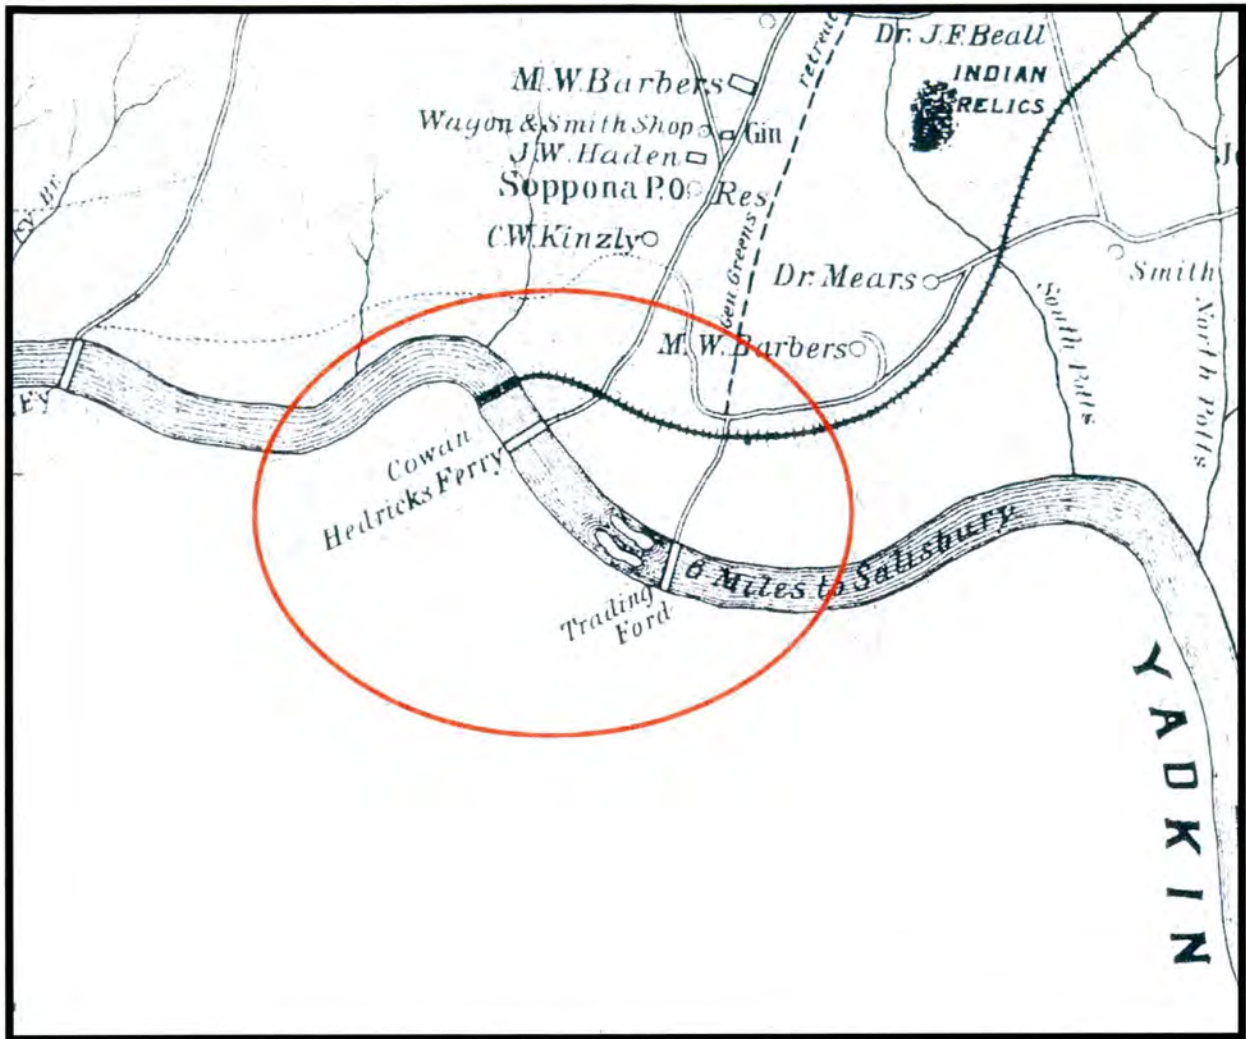 retreat
Dr. J.F.Beall
INDIAN
RELICS
M.W.Barbers
Wagon & Smith Shop
Gin
J.W.Haden
Soppona P.O
Res
C.W.Kinzly
Gen Greens
Dr. Mears
Smith
M.W.Barbers
South Potts
North Potts
Cowan
Hedricks Ferry
6 Miles to Salisbury
Trading
Ford
YADKIN